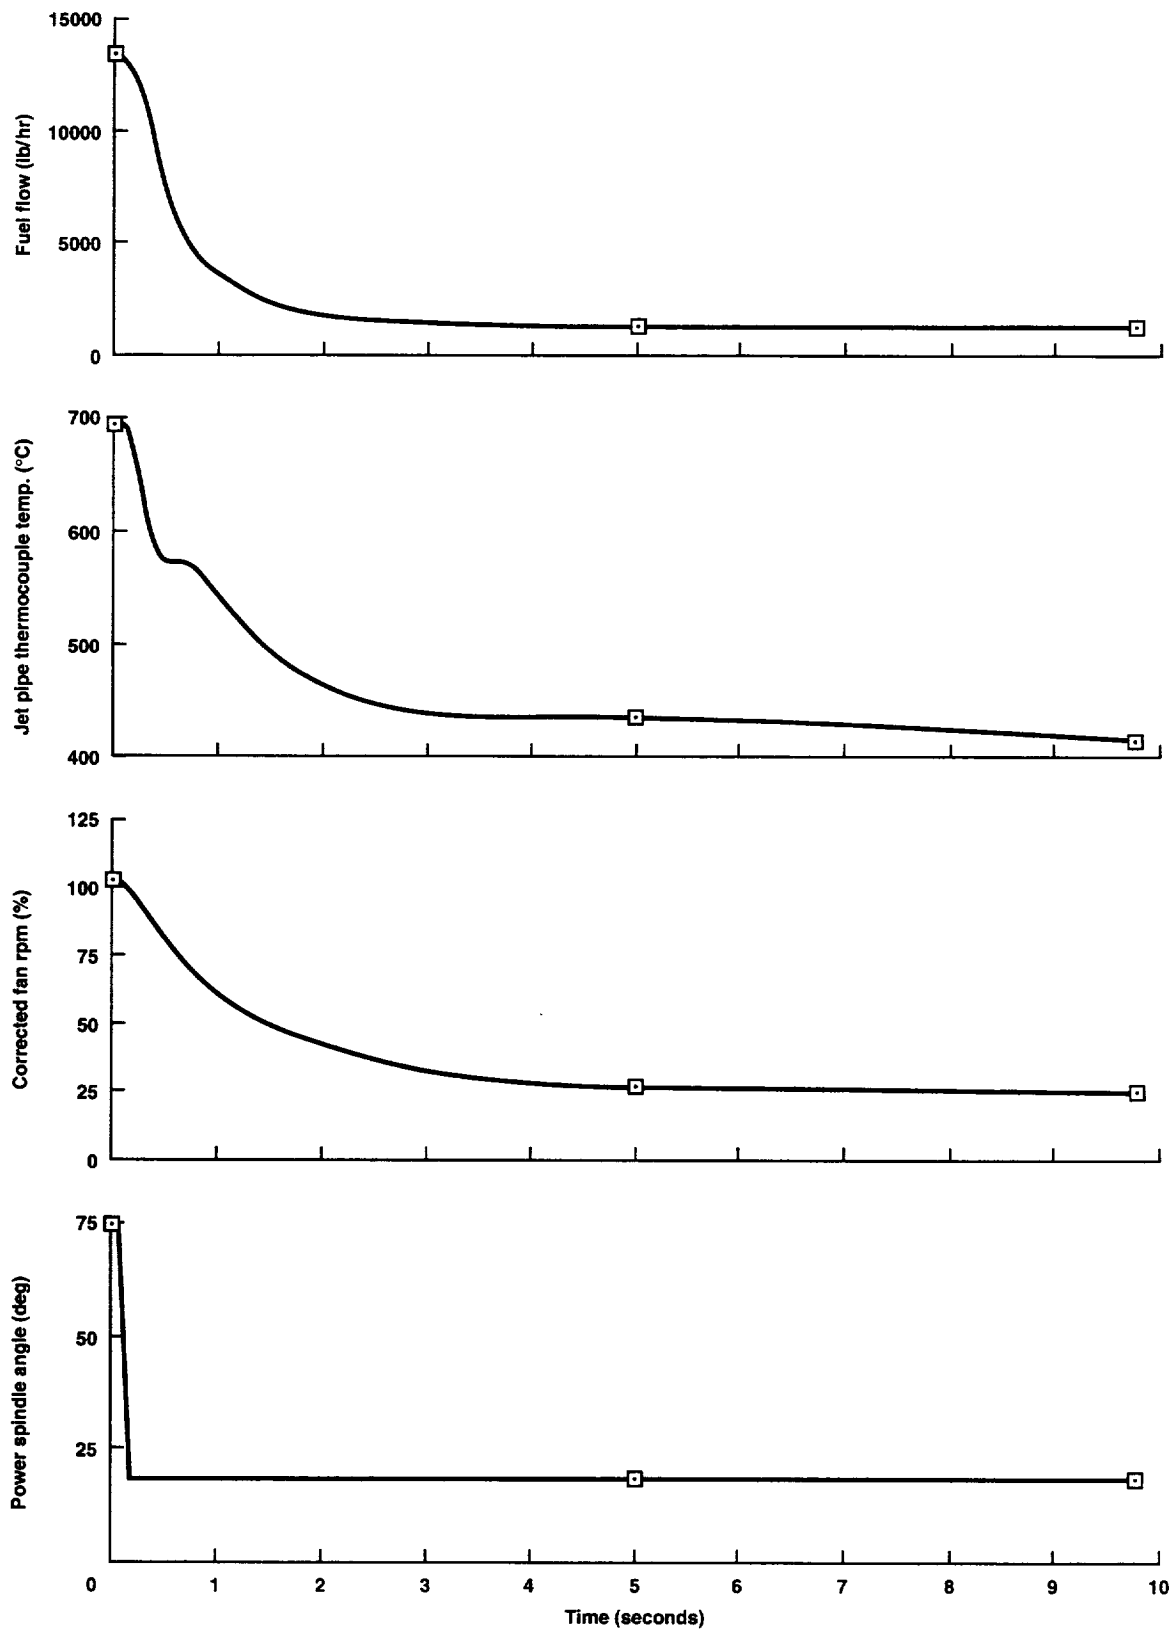 Fuel flow (lb/hr)
15000
10000
5000
0
Jet pipe thermocouple temp. (°C)
700
600
500
400
Corrected fan rpm (%)
125
100
75
50
25
0
Power spindle angle (deg)
75
50
25
0 1 2 3 4 5 6 7 8 9 10
Time (seconds)